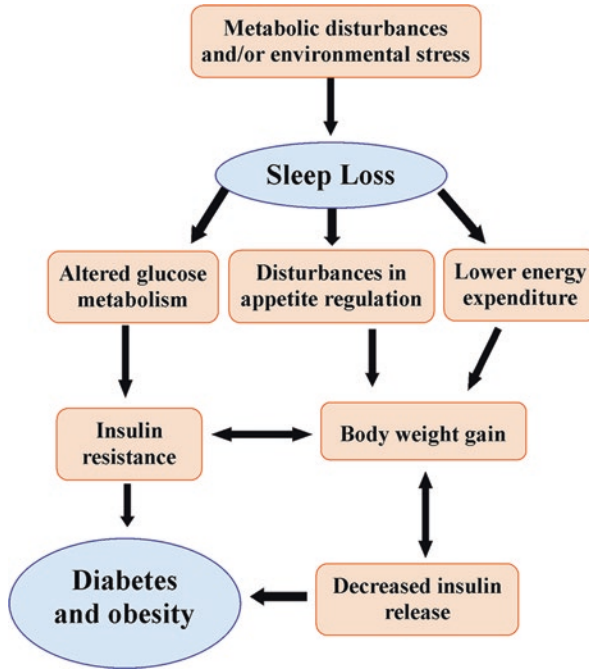 Metabolic disturbances
and/or environmental stress
Sleep Loss
Altered glucose
metabolism
Disturbances in
appetite regulation
Lower energy
expenditure
Insulin
resistance
Body weight gain
Diabetes
and obesity
Decreased insulin
release